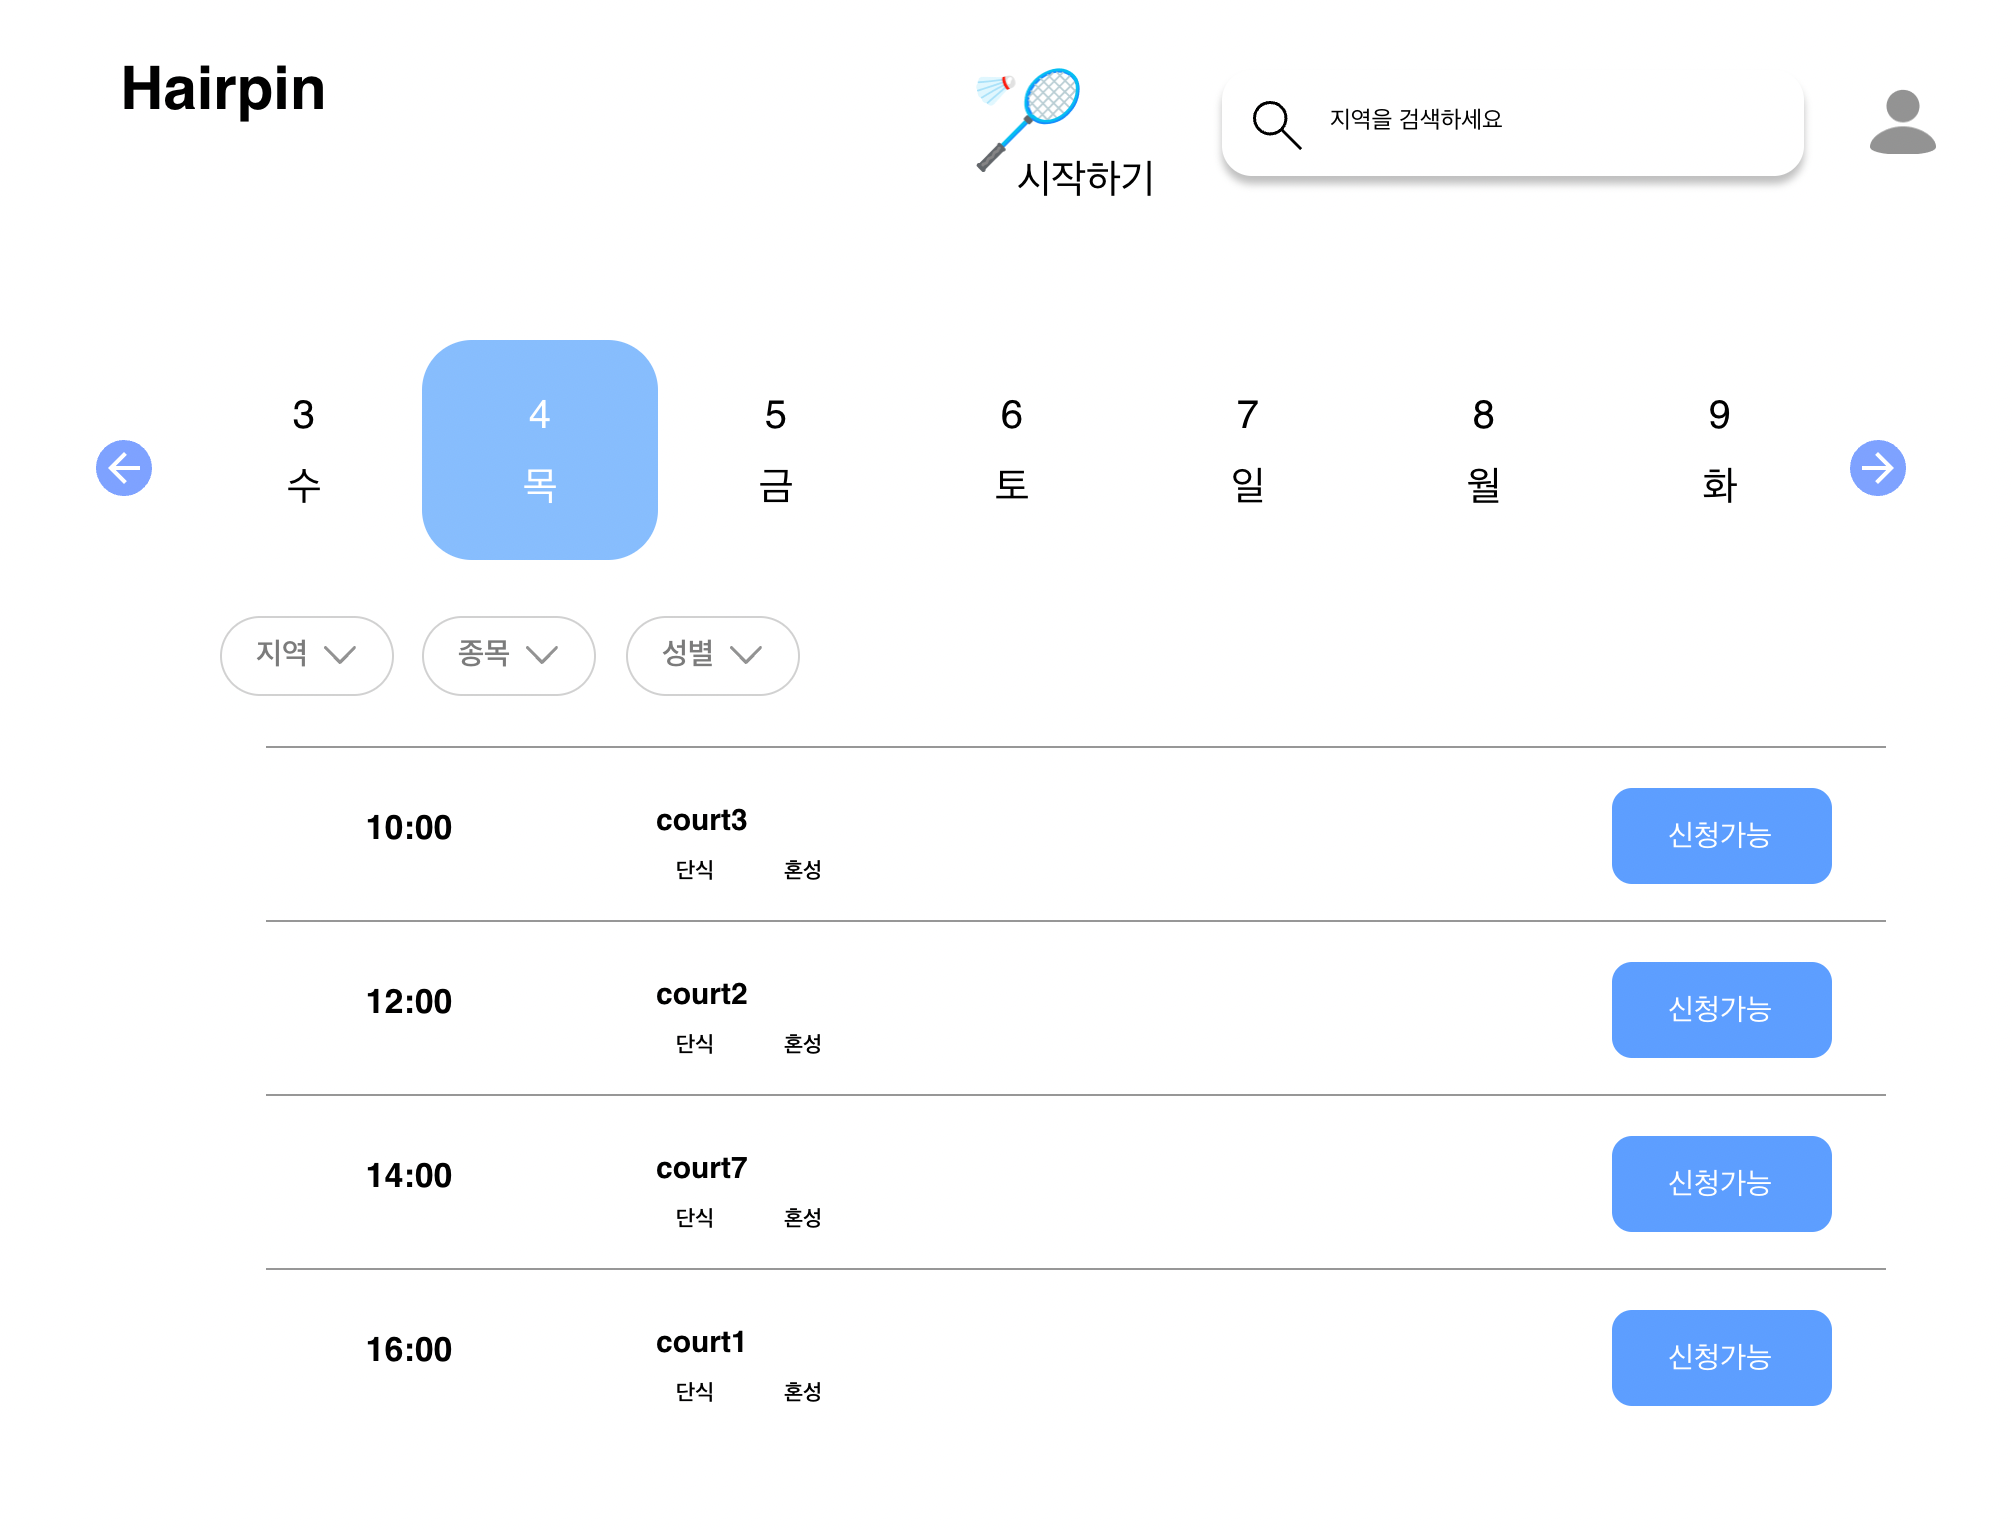 Hairpin
시작하기
지역을 검색하세요
3 4 5 6 7 8 9
수 목 금 토 일 월 화
지역 종목 성별
10:00 court3 신청가능
단식 혼성
12:00 court2 신청가능
단식 혼성
14:00 court7 신청가능
단식 혼성
16:00 court1 신청가능
단식 혼성